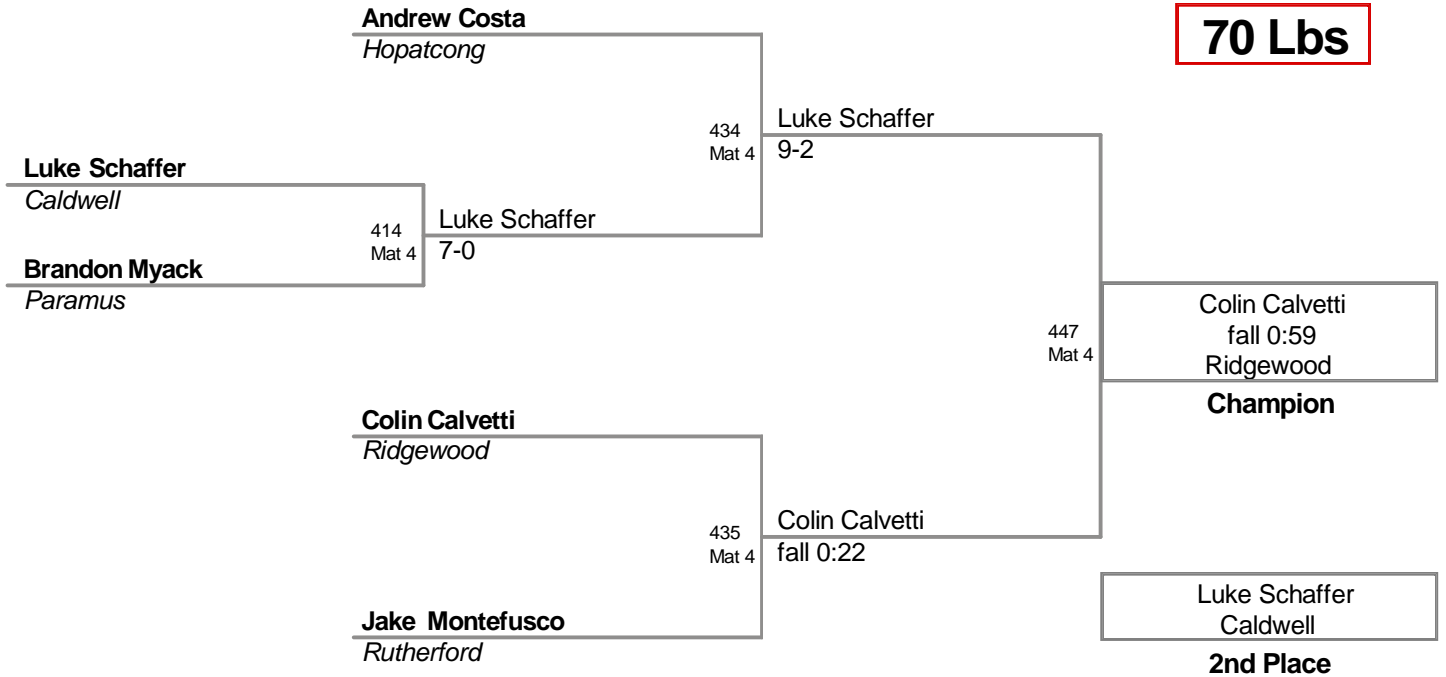 Andrew Costa
Hopatcong
70 Lbs
434
Mat 4
Luke Schaffer
9-2
Luke Schaffer
Caldwell
414
Mat 4
Luke Schaffer
7-0
Brandon Myack
Paramus
447
Mat 4
Colin Calvetti
fall 0:59
Ridgewood
Champion
Colin Calvetti
Ridgewood
435
Mat 4
Colin Calvetti
fall 0:22
Jake Montefusco
Rutherford
Luke Schaffer
Caldwell
2nd Place